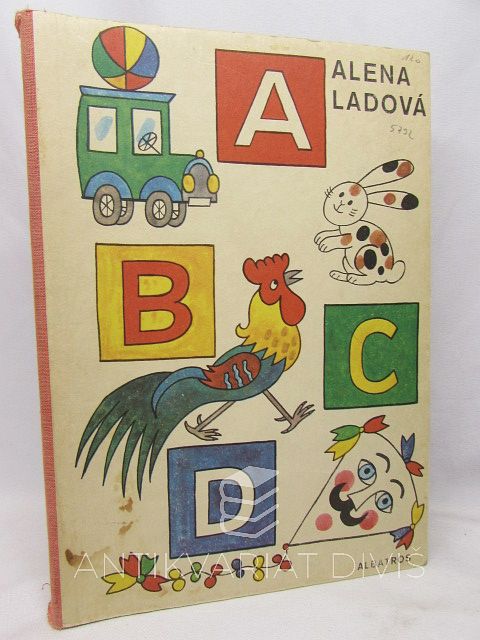 A
ALENA
LADOVÁ
B
C
D
ALBATROS
ANTIKVARIÁT DIVIŠ